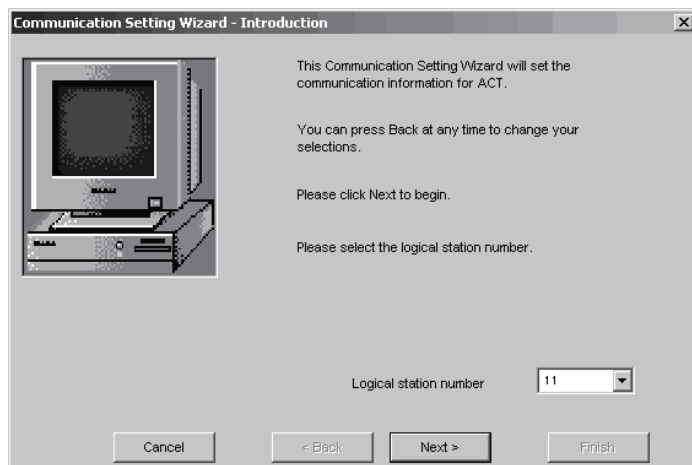 Communication Setting Wizard - Introduction
This Communication Setting Wizard will set the
communication information for ACT.
You can press Back at any time to change your
selections.
Please click Next to begin.
Please select the logical station number.
Logical station number 11
Cancel < Back Next > Finish